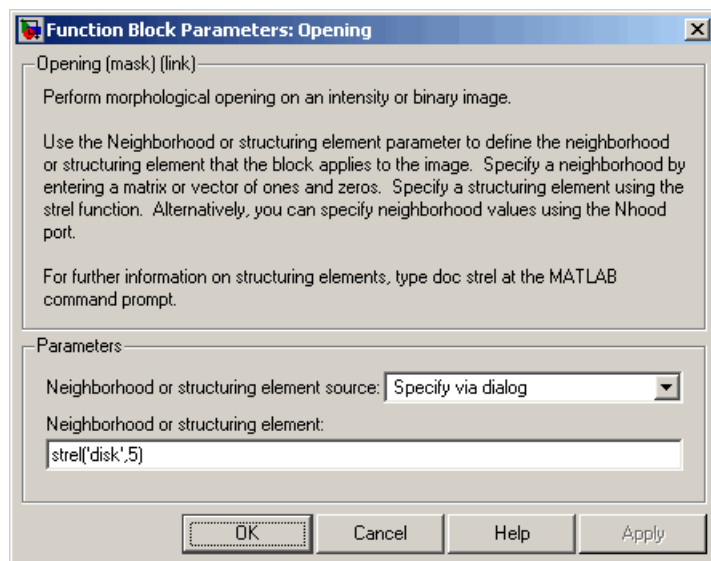 Function Block Parameters: Opening
Opening (mask) (link)
Perform morphological opening on an intensity or binary image.
Use the Neighborhood or structuring element parameter to define the neighborhood
or structuring element that the block applies to the image.  Specify a neighborhood by
entering a matrix or vector of ones and zeros.  Specify a structuring element using the
strel function.  Alternatively, you can specify neighborhood values using the Nhood
port.
For further information on structuring elements, type doc strel at the MATLAB
command prompt.
Parameters
Neighborhood or structuring element source: Specify via dialog
Neighborhood or structuring element:
strel('disk',5)
OK Cancel Help Apply